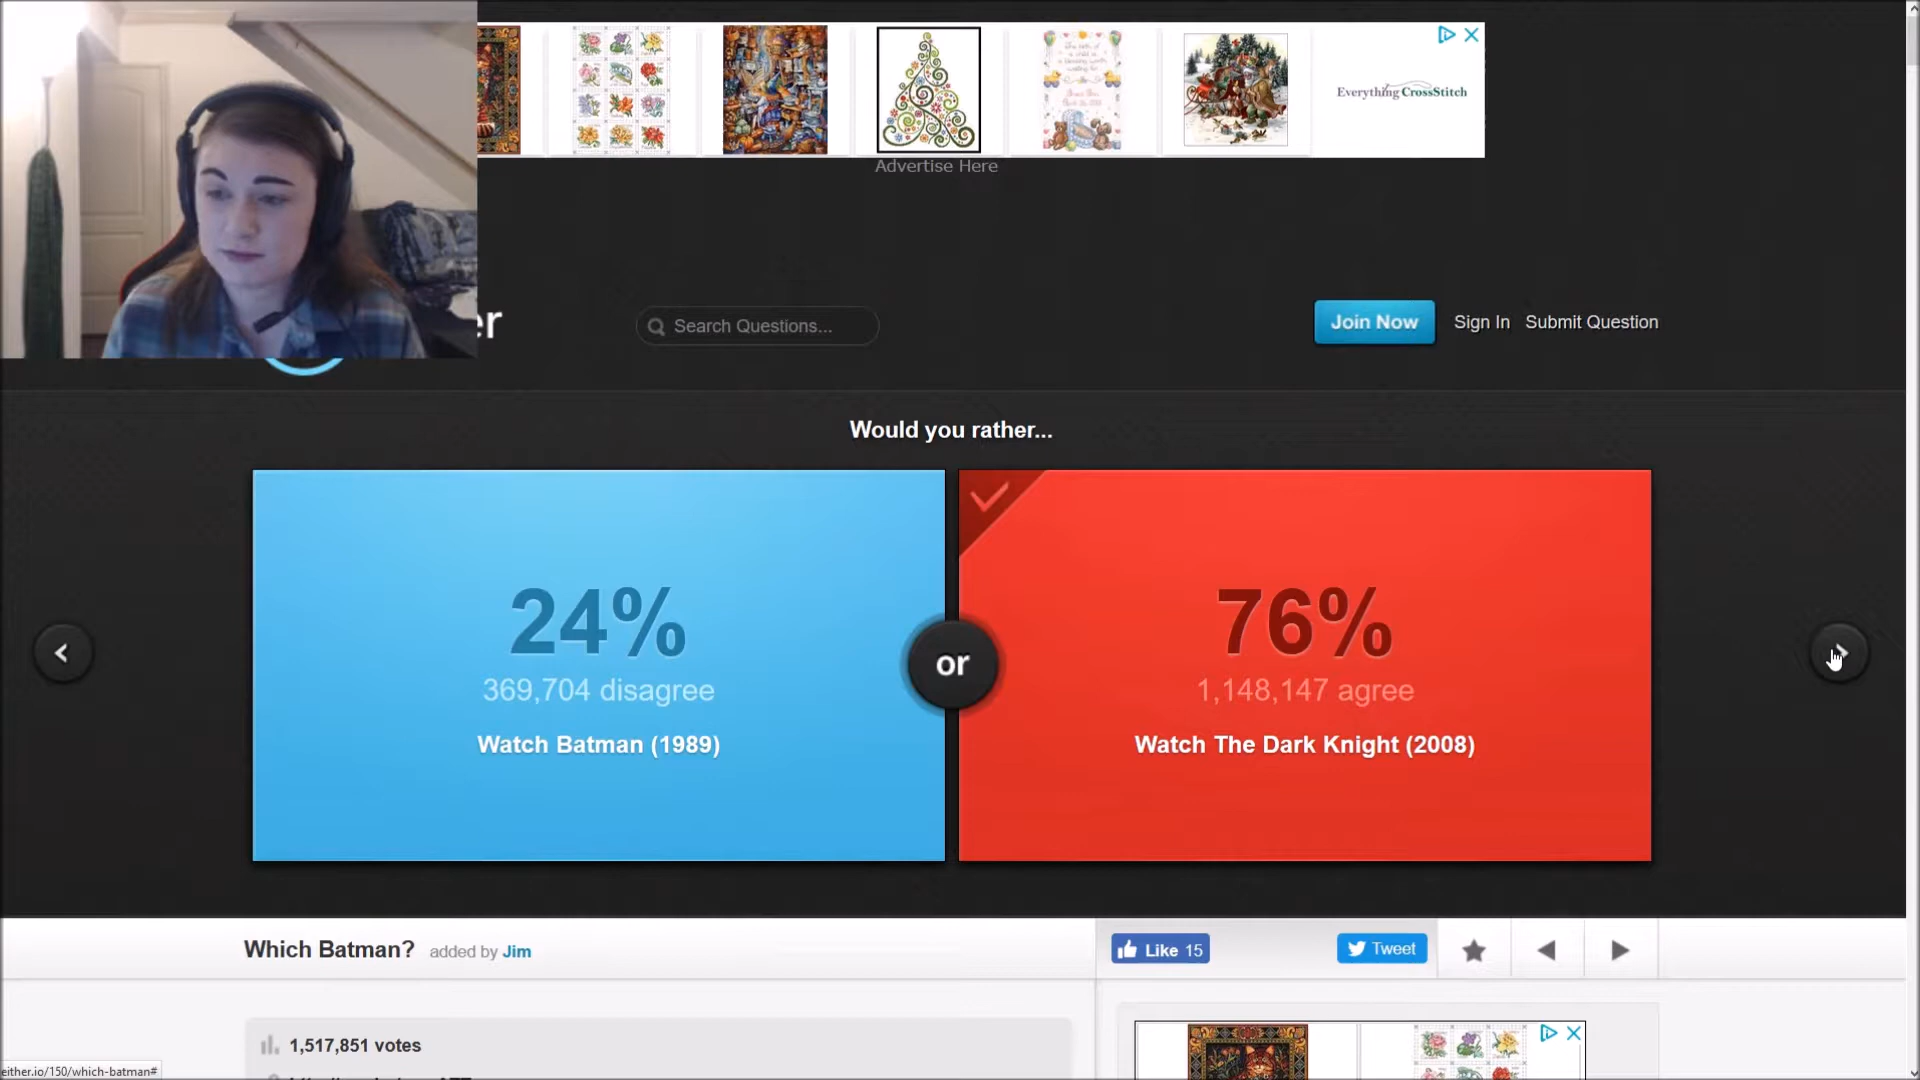 Everything CrossStitch
Advertise Here
er
Search Questions...
Join Now
Sign In
Submit Question
Would you rather...
24%
369,704 disagree
Watch Batman (1989)
or
76%
1,148,147 agree
Watch The Dark Knight (2008)
Which Batman? added by Jim
Like 15
Tweet
1,517,851 votes
either.io/150/which-batman#